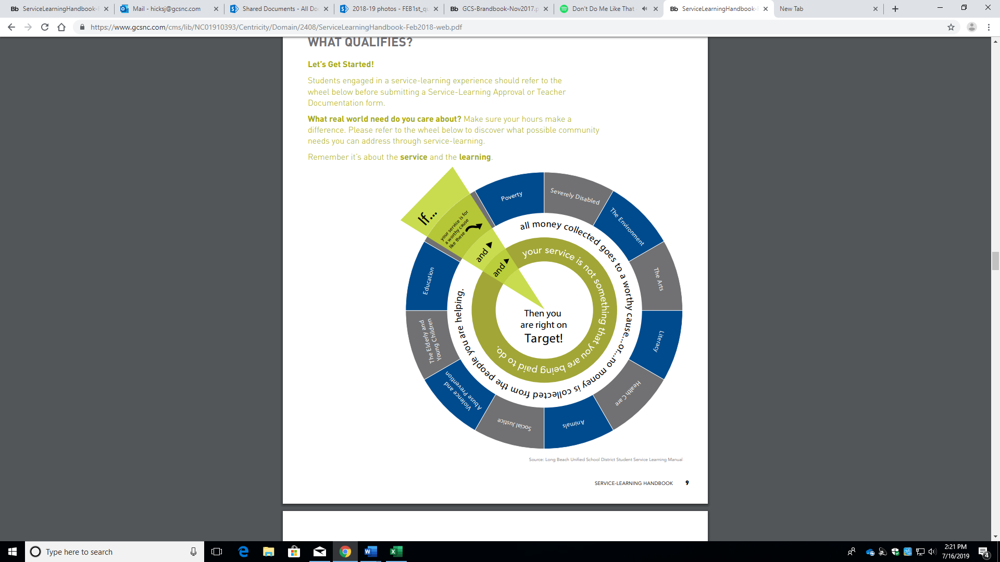 ServiceLearningHandbook-
Mail - hicksj@gcsnc.com
Shared Documents - All Do
2018-19 photos - FEB1st_q
GCS-Brandbook-Nov2017.p
Don't Do Me Like That
ServiceLearningHandbook-
New Tab
https://www.gcsnc.com/cms/lib/NC01910393/Centricity/Domain/2408/ServiceLearningHandbook-Feb2018-web.pdf
WHAT QUALIFIES?
Let's Get Started!
Students engaged in a service-learning experience should refer to the
wheel below before submitting a Service-Learning Approval or Teacher
Documentation form.
What real world need do you care about? Make sure your hours make a
difference. Please refer to the wheel below to discover what possible community
needs you can address through service-learning.
Remember it's about the service and the learning.
If...
your service is for
a worthy cause
like these
and
and
Poverty
Severely Disabled
The Environment
The Arts
Literacy
Health Care
Animals
Social Justice
Violence and
Abuse Prevention
The Elderly and
Young Children
Education
all money collected goes to a worthy cause...or...no money is collected from the people you are helping.
your service is not something that you are being paid to do.
Then you
are right on
Target!
Source: Long Beach Unified School District Student Service Learning Manual
SERVICE-LEARNING HANDBOOK 9
Type here to search
2:21 PM
7/16/2019
4